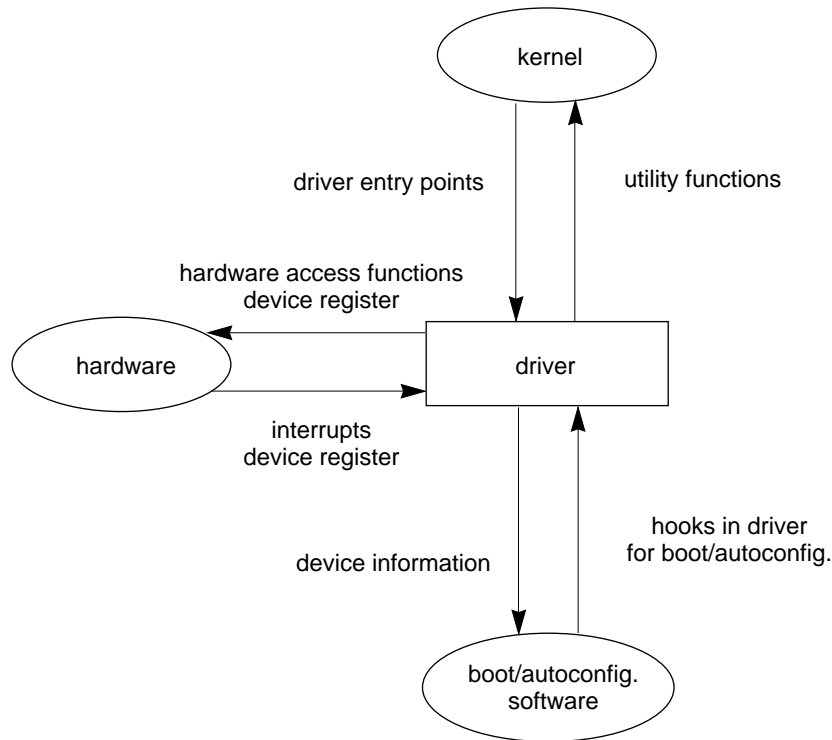 kernel
driver entry points
utility functions
hardware access functions
device register
hardware
driver
interrupts
device register
hooks in driver
for boot/autoconfig.
device information
boot/autoconfig.
software